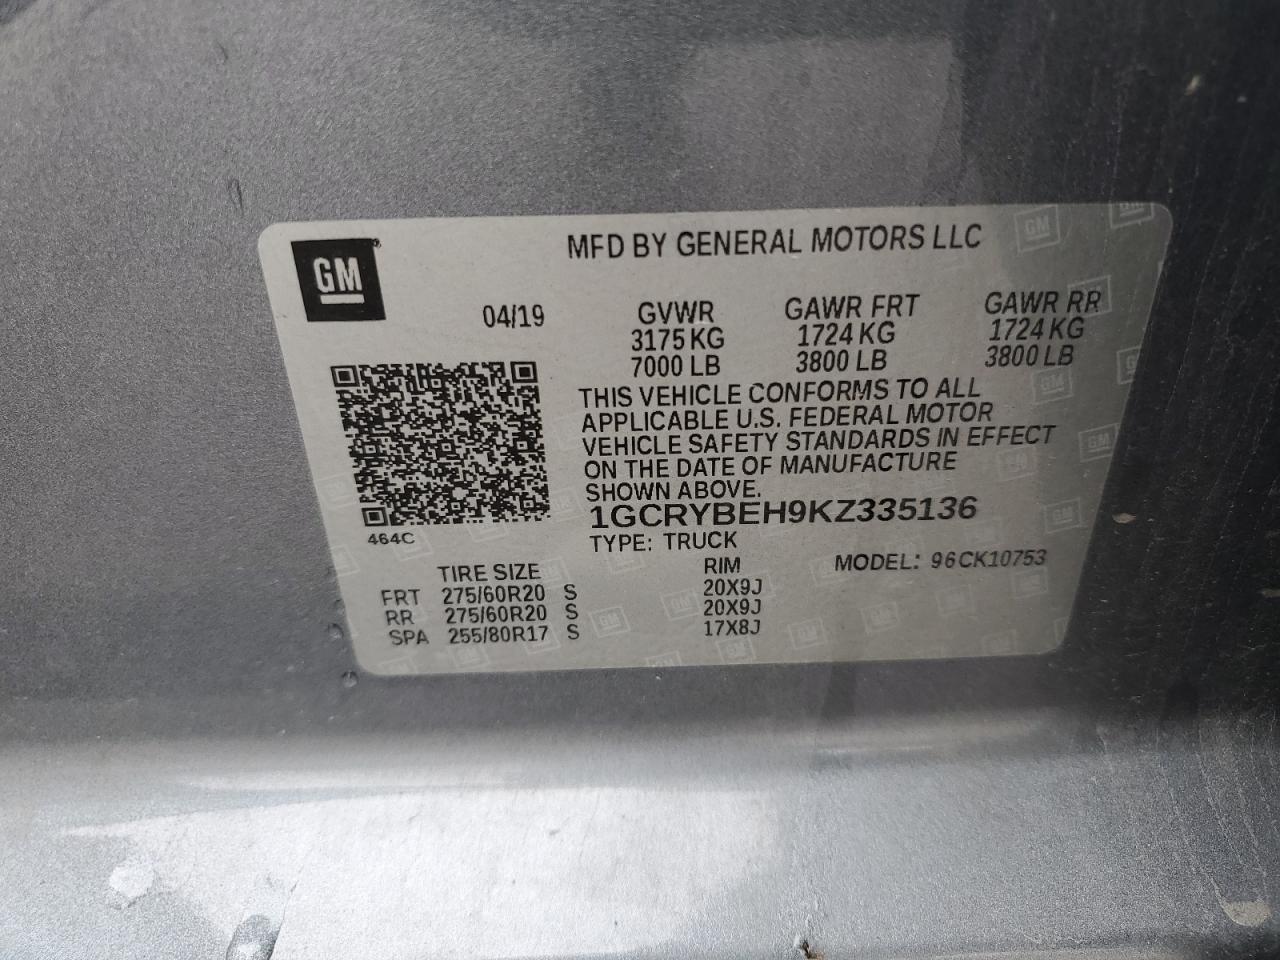 GM
MFD BY GENERAL MOTORS LLC
04/19 GVWR GAWR FRT GAWR RR
3175 KG 1724 KG 1724 KG
7000 LB 3800 LB 3800 LB
THIS VEHICLE CONFORMS TO ALL
APPLICABLE U.S. FEDERAL MOTOR
VEHICLE SAFETY STANDARDS IN EFFECT
ON THE DATE OF MANUFACTURE
SHOWN ABOVE.
1GCRYBEH9KZ335136
464C
TYPE: TRUCK
MODEL: 96CK10753
TIRE SIZE RIM
FRT 275/60R20 S 20X9J
RR 275/60R20 S 20X9J
SPA 255/80R17 S 17X8J